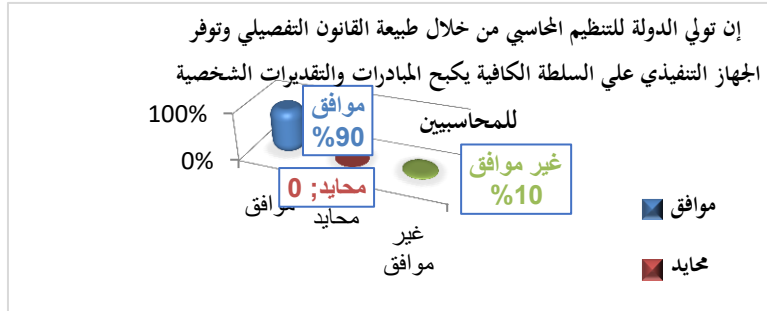 إن تولي الدولة للتنظيم المحاسبي من خلال طبيعة القانون التفصيلي وتوفر
الجهاز التنفيذي علي السلطة الكافية يكبح المبادرات والتقديرات الشخصية
للمحاسبيين
100%
0%
موافق
%90
محايد; 0
غير موافق
%10
موافق
محايد
غير
موافق
موافق
محايد